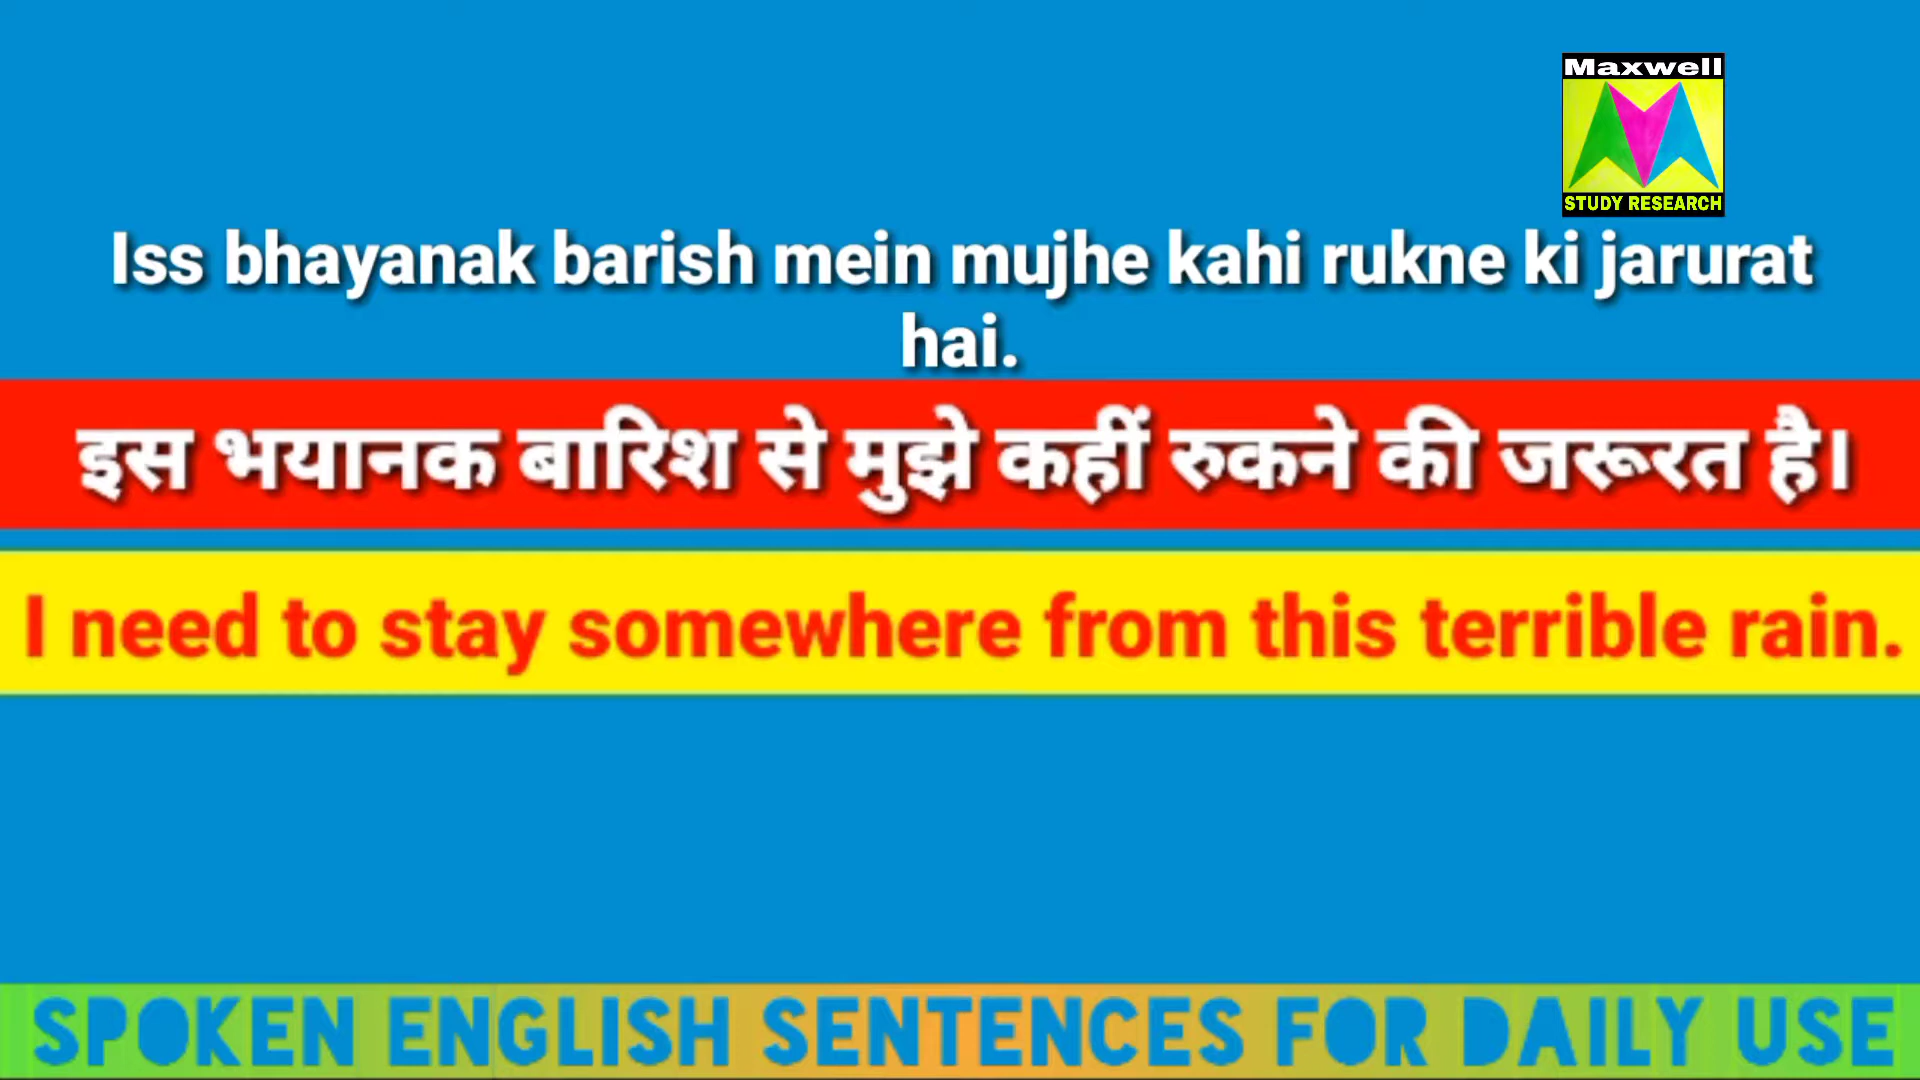 Maxwell
STUDY RESEARCH
Iss bhayanak barish mein mujhe kahi rukne ki jarurat
hai.
इस भयानक बारिश से मुझे कहीं रुकने की जरूरत है।
I need to stay somewhere from this terrible rain.
SPOKEN ENGLISH SENTENCES FOR DAILY USE